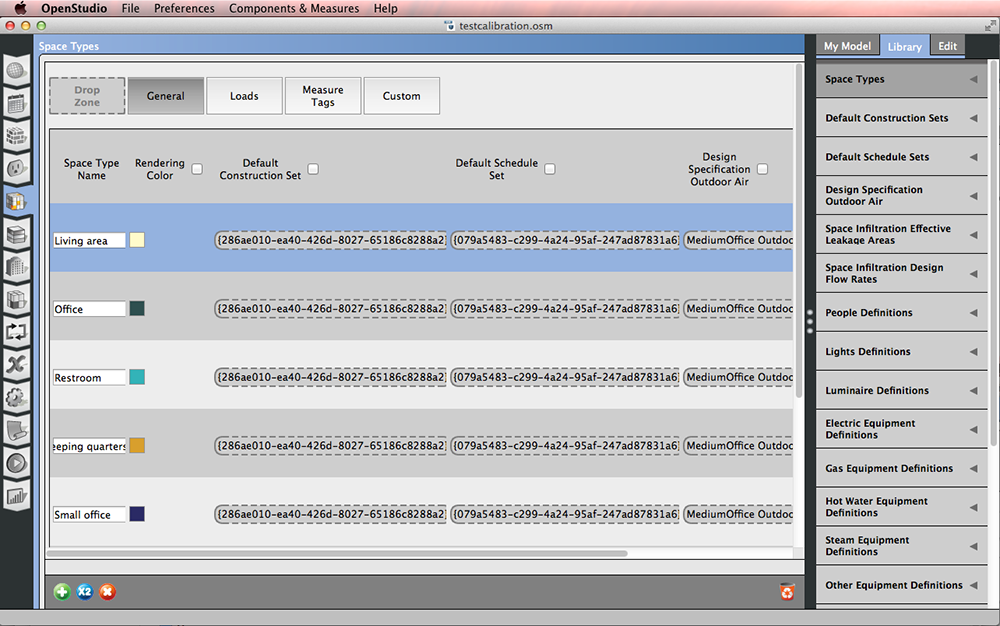 OpenStudio File Preferences Components & Measures Help
testcalibration.osm
Space Types
My Model Library Edit
Drop
Zone
General
Loads
Measure
Tags
Custom
Space Type
Name
Rendering
Color
Default
Construction Set
Default Schedule
Set
Design
Specification
Outdoor Air
Living area {286ae010-ea40-426d-8027-65186c8288a2} {079a5483-c299-4a24-95af-247ad87831a6} MediumOffice Outdoo
Office {286ae010-ea40-426d-8027-65186c8288a2} {079a5483-c299-4a24-95af-247ad87831a6} MediumOffice Outdoo
Restroom {286ae010-ea40-426d-8027-65186c8288a2} {079a5483-c299-4a24-95af-247ad87831a6} MediumOffice Outdoo
eeping quarters {286ae010-ea40-426d-8027-65186c8288a2} {079a5483-c299-4a24-95af-247ad87831a6} MediumOffice Outdoo
Small office {286ae010-ea40-426d-8027-65186c8288a2} {079a5483-c299-4a24-95af-247ad87831a6} MediumOffice Outdoo
X2
Space Types
Default Construction Sets
Default Schedule Sets
Design Specification
Outdoor Air
Space Infiltration Effective
Leakage Areas
Space Infiltration Design
Flow Rates
People Definitions
Lights Definitions
Luminaire Definitions
Electric Equipment
Definitions
Gas Equipment Definitions
Hot Water Equipment
Definitions
Steam Equipment
Definitions
Other Equipment Definitions